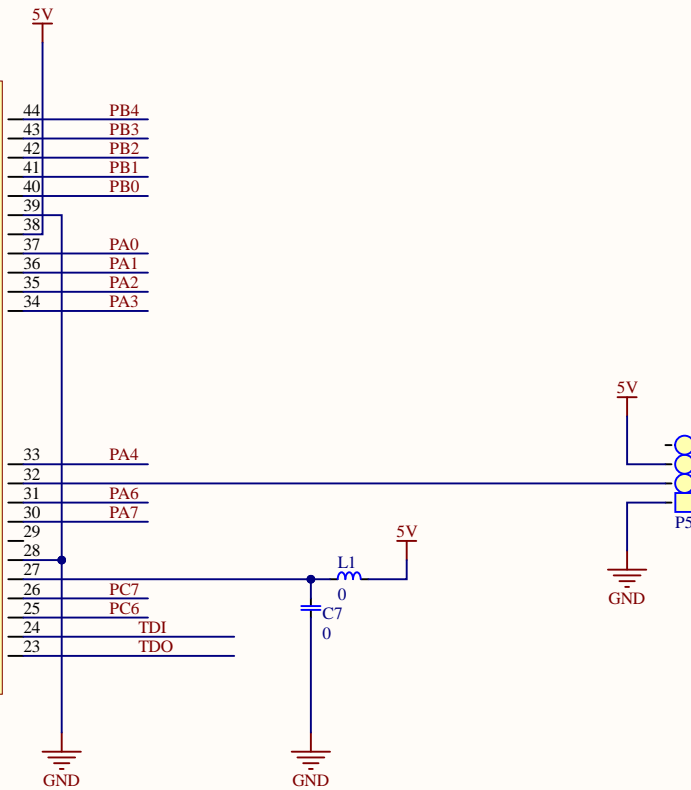 5V
44 PB4
43 PB3
42 PB2
41 PB1
40 PB0
39
38
37 PA0
36 PA1
35 PA2
34 PA3
5V
33 PA4
32
31 PA6
30 PA7
P5
29
5V
28
L1
27
0
26 PC7
GND
25 PC6
C7
24 TDI
0
23 TDO
GND
GND